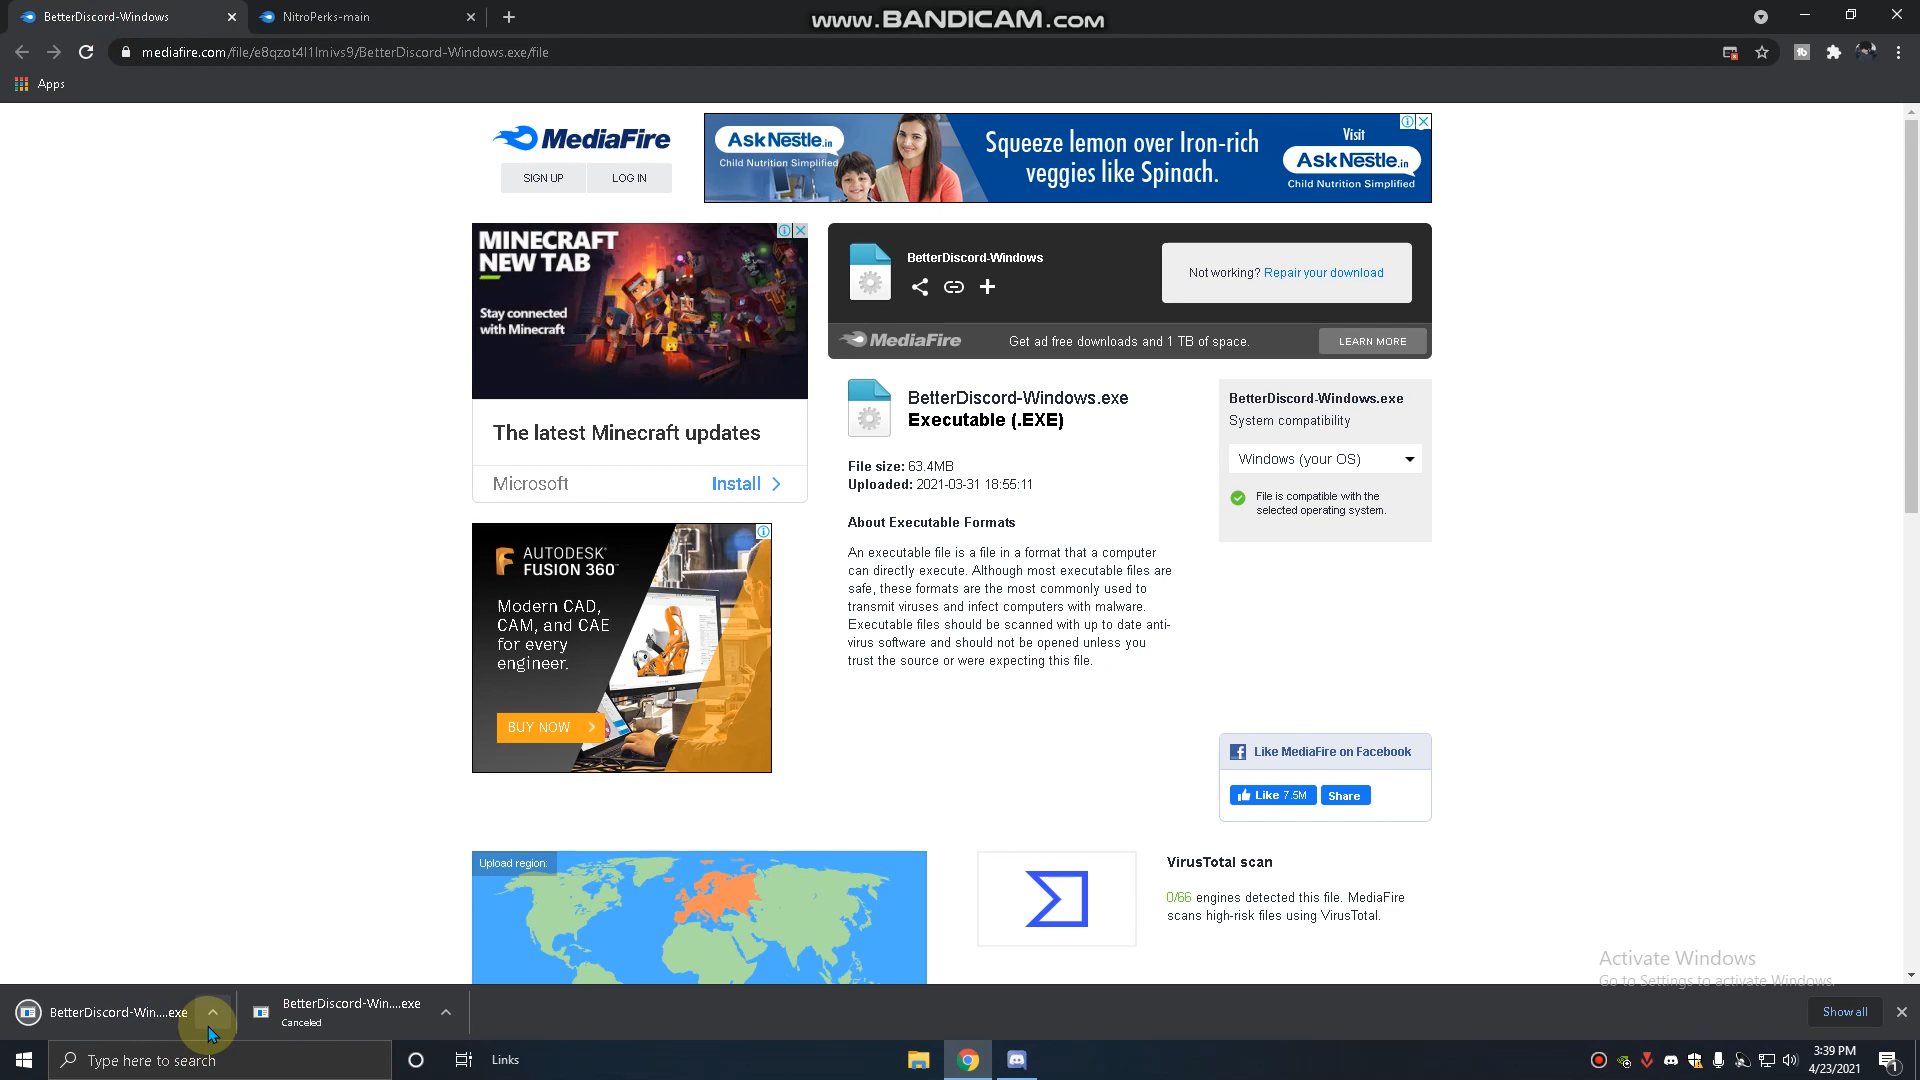 BetterDiscord-Windows
NitroPerks-main
www.BANDICAM.com
mediafire.com/file/e8qzot4l1lmivs9/BetterDiscord-Windows.exe/file
Apps
MediaFire
SIGN UP
LOG IN
AskNestle.in
Child Nutrition Simplified
Squeeze lemon over Iron-rich
veggies like Spinach.
Visit
AskNestle.in
Child Nutrition Simplified
MINECRAFT
NEW TAB
Stay connected
with Minecraft
The latest Minecraft updates
Microsoft
Install
BetterDiscord-Windows
Not working? Repair your download
MediaFire
Get ad free downloads and 1 TB of space.
LEARN MORE
BetterDiscord-Windows.exe
Executable (.EXE)
File size: 63.4MB
Uploaded: 2021-03-31 18:55:11
About Executable Formats
An executable file is a file in a format that a computer
can directly execute. Although most executable files are
safe, these formats are the most commonly used to
transmit viruses and infect computers with malware.
Executable files should be scanned with up to date anti-
virus software and should not be opened unless you
trust the source or were expecting this file.
BetterDiscord-Windows.exe
System compatibility
Windows (your OS)
File is compatible with the
selected operating system.
AUTODESK
FUSION 360
Modern CAD,
CAM, and CAE
for every
engineer.
BUY NOW
Like MediaFire on Facebook
Like 7.5M
Share
Upload region:
VirusTotal scan
0/66 engines detected this file. MediaFire
scans high-risk files using VirusTotal.
Activate Windows
Go to Settings to activate Windows.
BetterDiscord-Win....exe
BetterDiscord-Win....exe
Canceled
Show all
Type here to search
Links
3:39 PM
4/23/2021
1